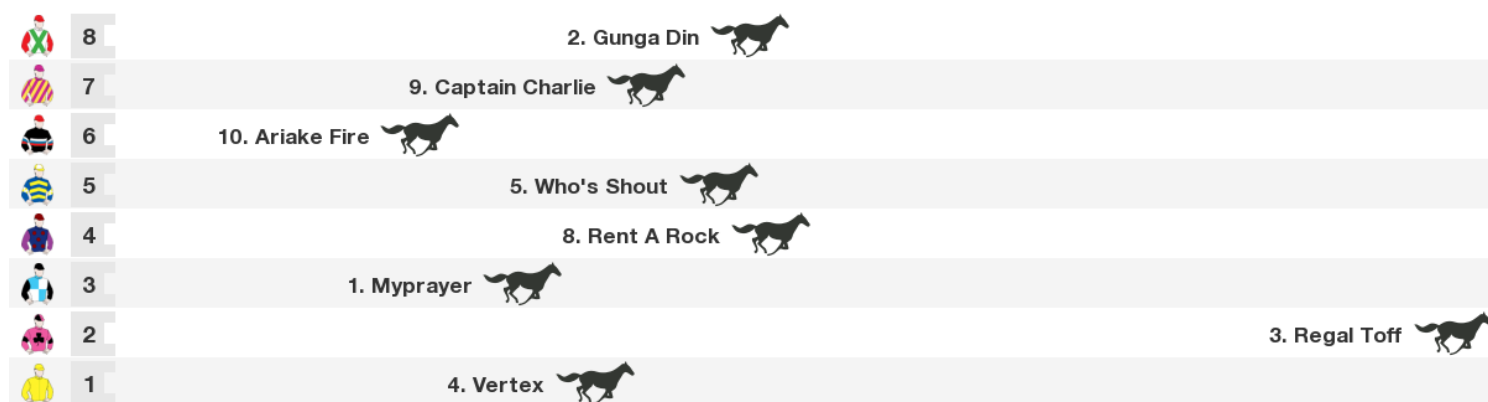 8 2. Gunga Din
7 9. Captain Charlie
6 10. Ariake Fire
5 5. Who's Shout
4 8. Rent A Rock
3 1. Myprayer
2 3. Regal Toff
1 4. Vertex